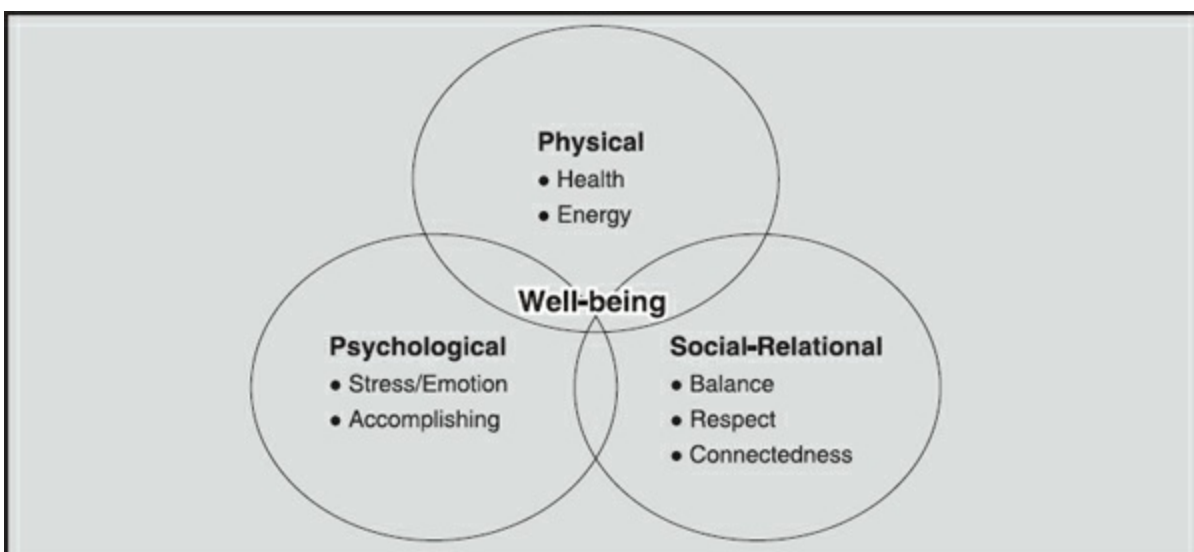 Physical
● Health
● Energy
Well-being
Psychological
● Stress/Emotion
● Accomplishing
Social-Relational
● Balance
● Respect
● Connectedness